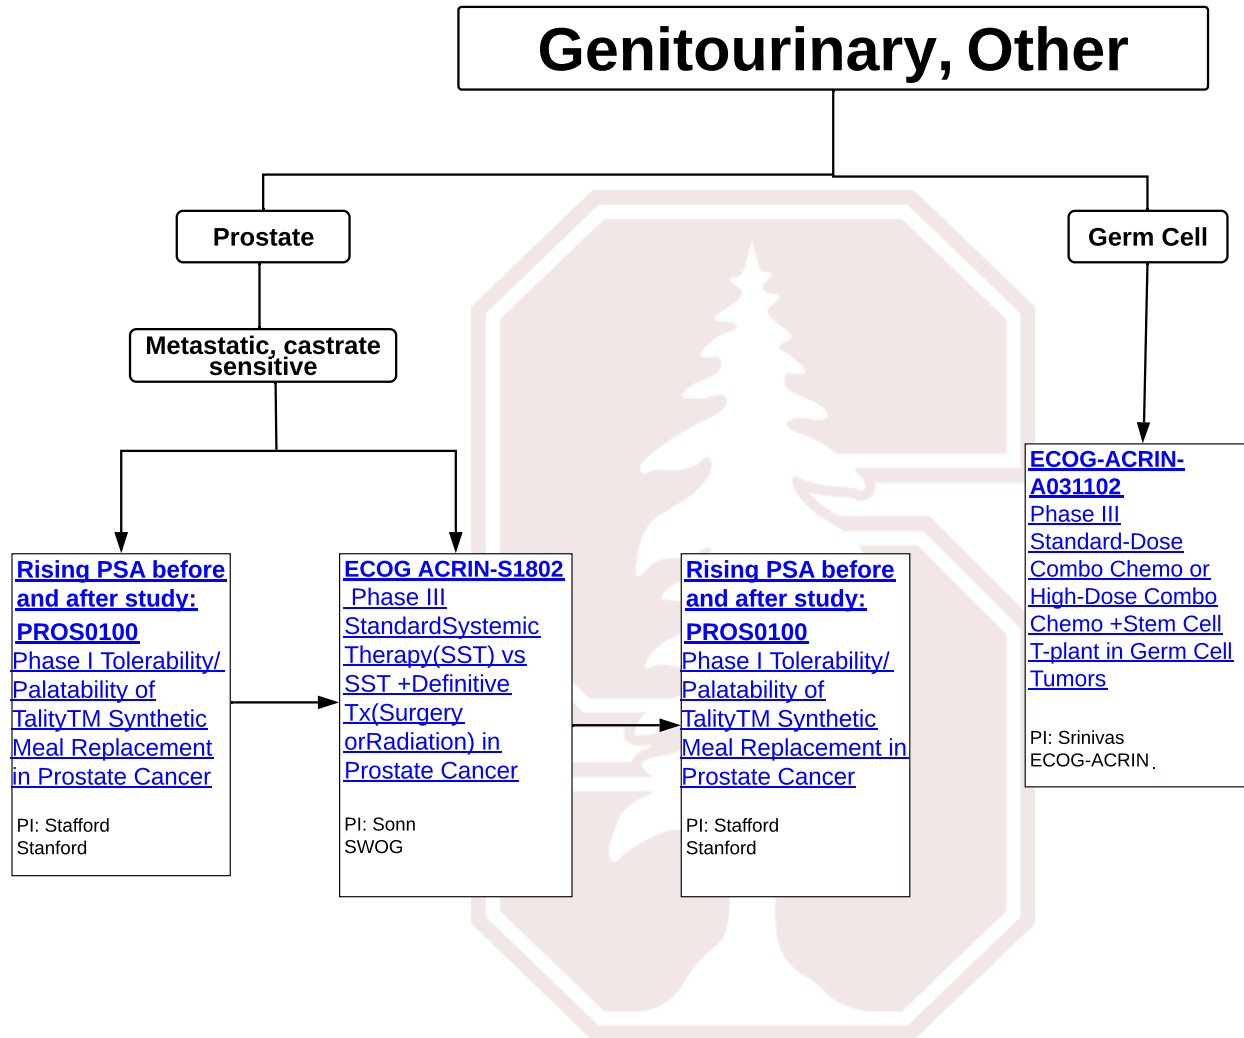 Genitourinary, Other
Prostate
Germ Cell
Metastatic, castrate
sensitive
Rising PSA before
and after study:
PROS0100
Phase I Tolerability/
Palatability of
TalityTM Synthetic
Meal Replacement
in Prostate Cancer
PI: Stafford
Stanford
ECOG ACRIN-S1802
Phase III
StandardSystemic
Therapy(SST) vs
SST +Definitive
Tx(Surgery
orRadiation) in
Prostate Cancer
PI: Sonn
SWOG
Rising PSA before
and after study:
PROS0100
Phase I Tolerability/
Palatability of
TalityTM Synthetic
Meal Replacement in
Prostate Cancer
PI: Stafford
Stanford
ECOG-ACRIN-
A031102
Phase III
Standard-Dose
Combo Chemo or
High-Dose Combo
Chemo +Stem Cell
T-plant in Germ Cell
Tumors
PI: Srinivas
ECOG-ACRIN .